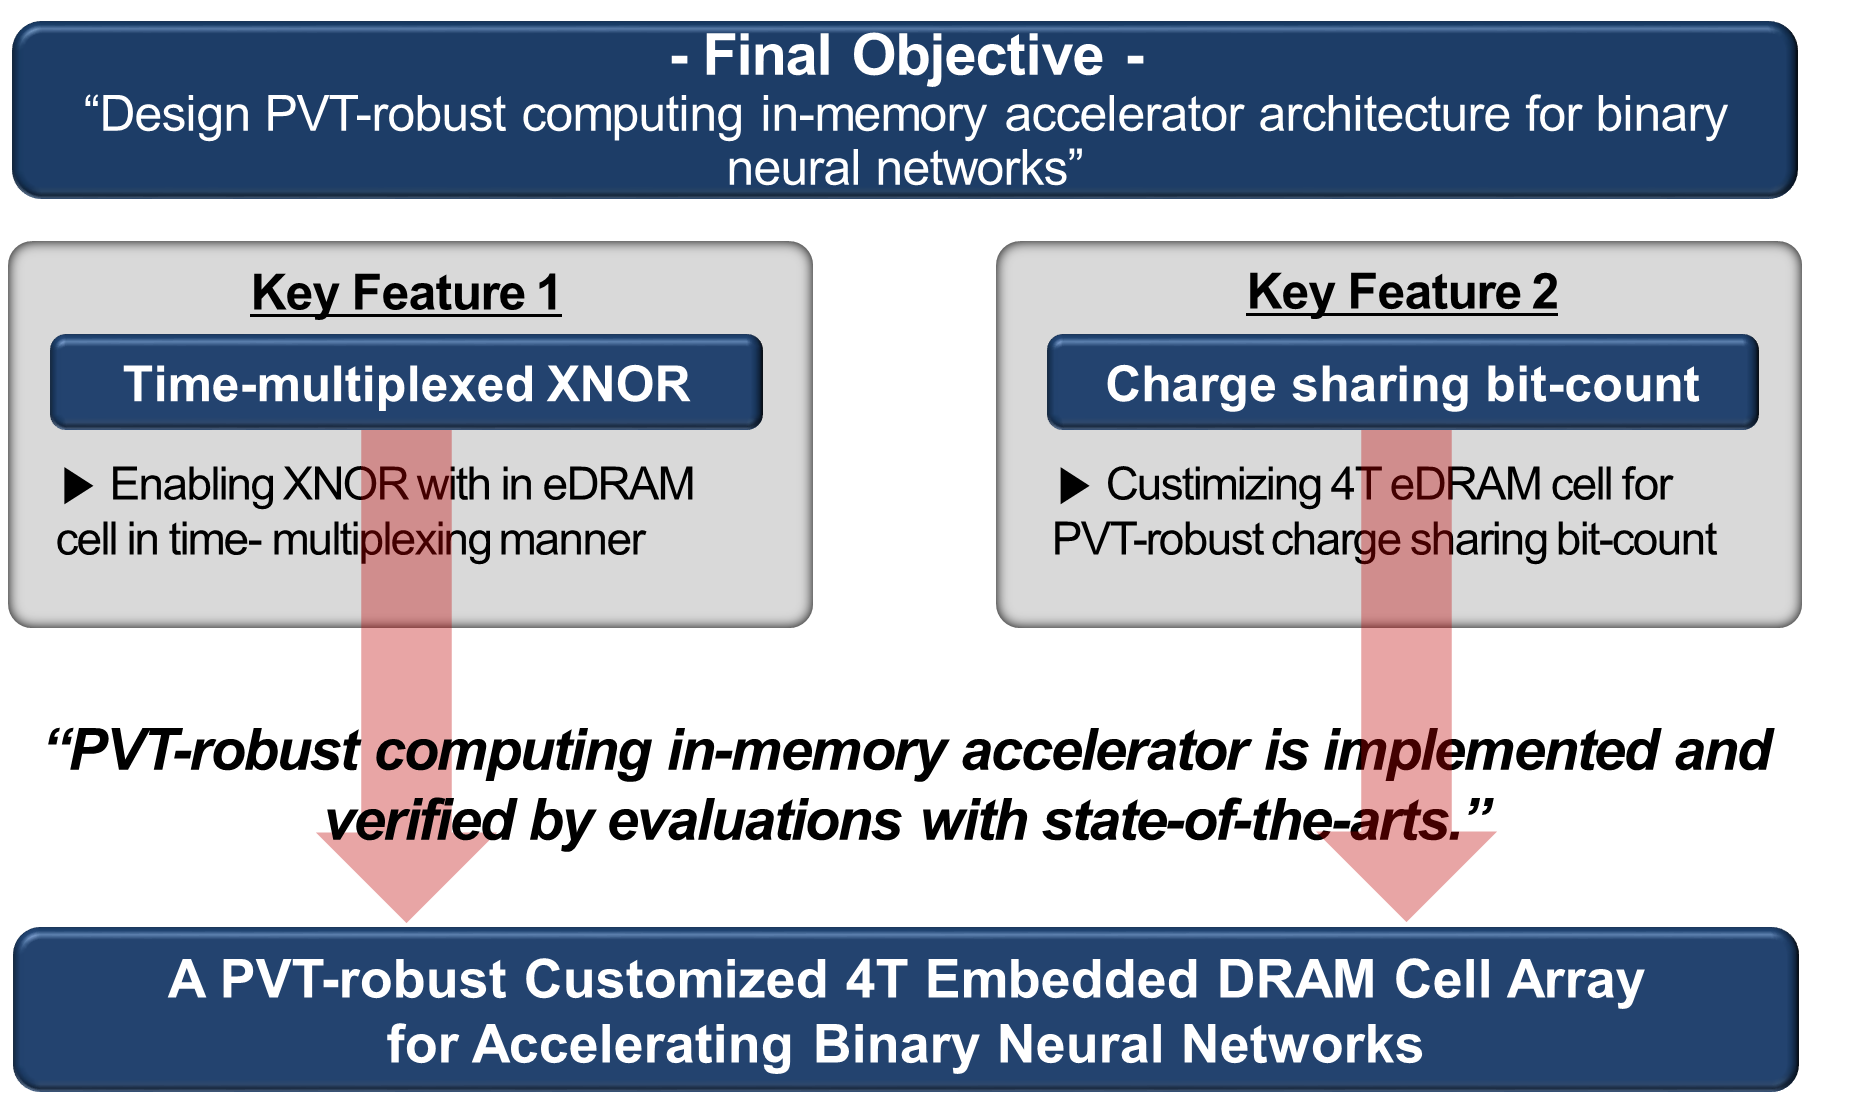 - Final Objective -
“Design PVT-robust computing in-memory accelerator architecture for binary
neural networks”
Key Feature 1
Time-multiplexed XNOR
▶ Enabling XNOR with in eDRAM
cell in time- multiplexing manner
Key Feature 2
Charge sharing bit-count
▶ Custimizing 4T eDRAM cell for
PVT-robust charge sharing bit-count
“PVT-robust computing in-memory accelerator is implemented and
verified by evaluations with state-of-the-arts.”
A PVT-robust Customized 4T Embedded DRAM Cell Array
for Accelerating Binary Neural Networks